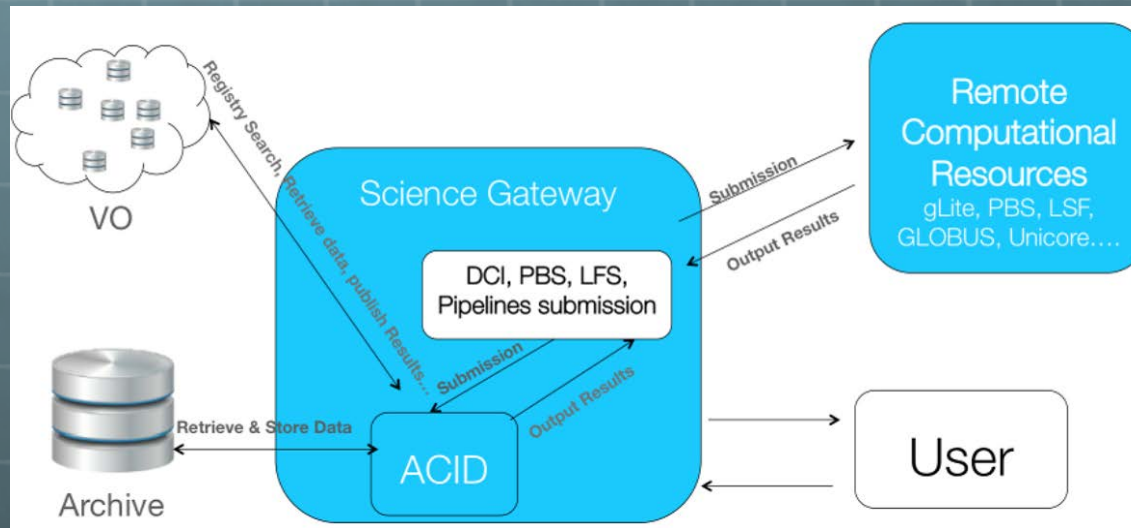 Registry Search, Retrieve data, publish Results...
VO
Science Gateway
Remote
Computational
Resources
gLite, PBS, LSF,
GLOBUS, Unicore....
Submission
Output Results
DCI, PBS, LFS,
Pipelines submission
Submission
Output Results
Retrieve & Store Data
ACID
User
Archive